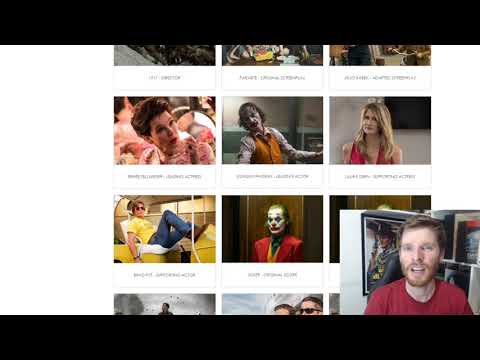 1917 - DIRECTOR
PARASITE - ORIGINAL SCREENPLAY
JOJO RABBIT - ADAPTED SCREENPLAY
RENEE ZELLWEGER - LEADING ACTRESS
JOAQUIN PHOENIX - LEADING ACTOR
LAURA DERN - SUPPORTING ACTRESS
BRAD PITT - SUPPORTING ACTOR
JOKER - ORIGINAL SCORE